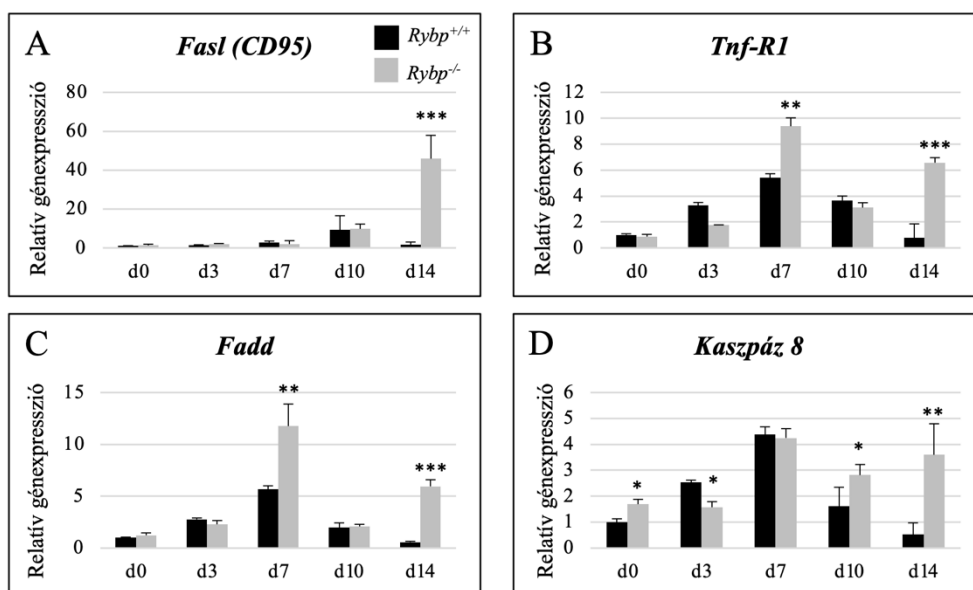 A
Fasl (CD95)
Rybp+/+
Rybp-/-
Relatív génexpresszió
80
60
40
20
0
***
d0 d3 d7 d10 d14
B
Tnf-R1
Relatív génexpresszió
12
10
8
6
4
2
0
**
***
d0 d3 d7 d10 d14
C
Fadd
Relatív génexpresszió
15
10
5
0
**
***
d0 d3 d7 d10 d14
D
Kaszpáz 8
Relatív génexpresszió
6
5
4
3
2
1
0
*
*
*
**
d0 d3 d7 d10 d14